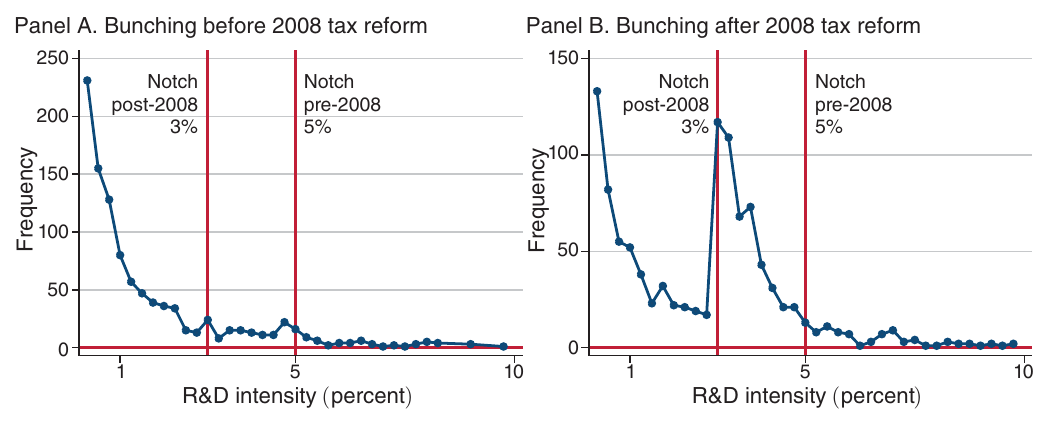 Panel A. Bunching before 2008 tax reform
250
200
150
100
50
0
Frequency
Notch
post-2008
3%
Notch
pre-2008
5%
1
5
10
R&D intensity (percent)
Panel B. Bunching after 2008 tax reform
150
100
50
0
Frequency
Notch
post-2008
3%
Notch
pre-2008
5%
1
5
10
R&D intensity (percent)